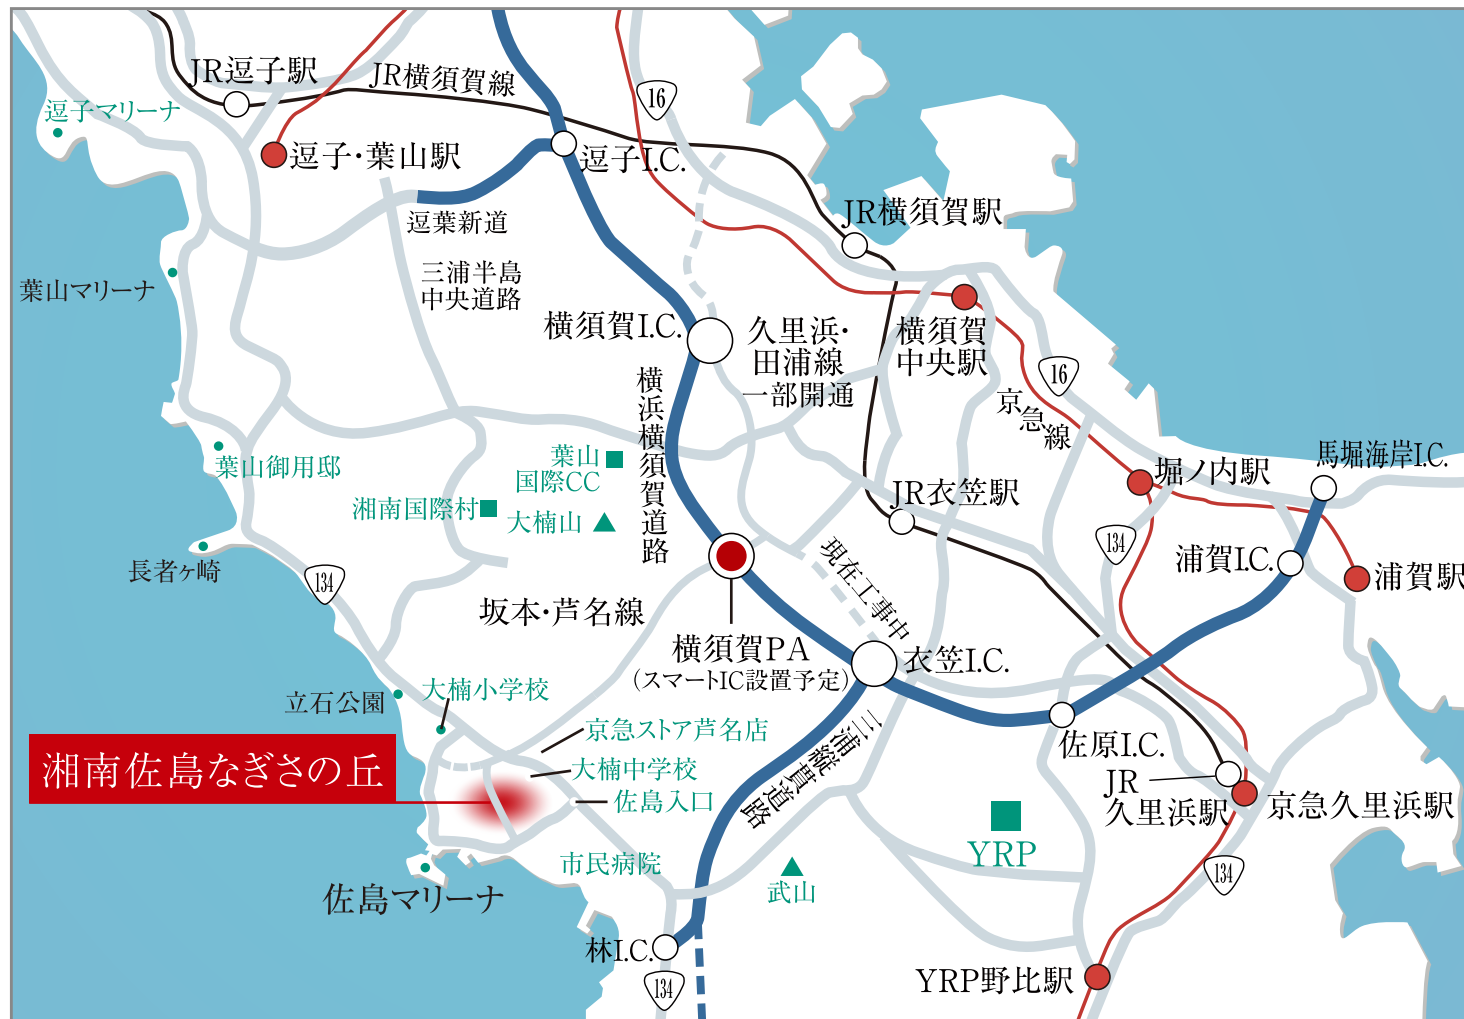 JR逗子駅
JR横須賀線
16
逗子マリーナ
逗子・葉山駅
逗子I.C.
逗葉新道
JR横須賀駅
三浦半島
中央道路
葉山マリーナ
横須賀I.C.
久里浜・
田浦線
一部開通
横須賀
中央駅
16
京急線
横浜横須賀道路
葉山
国際CC
葉山御用邸
湘南国際村
大楠山
JR衣笠駅
堀ノ内駅
馬堀海岸I.C.
134
浦賀I.C.
浦賀駅
長者ヶ崎
134
現在工事中
坂本・芦名線
横須賀PA
(スマートIC設置予定)
衣笠I.C.
立石公園
大楠小学校
京急ストア芦名店
大楠中学校
佐島入口
湘南佐島なぎさの丘
三浦縦貫道路
佐原I.C.
JR
久里浜駅
京急久里浜駅
YRP
市民病院
武山
134
佐島マリーナ
林I.C.
134
YRP野比駅